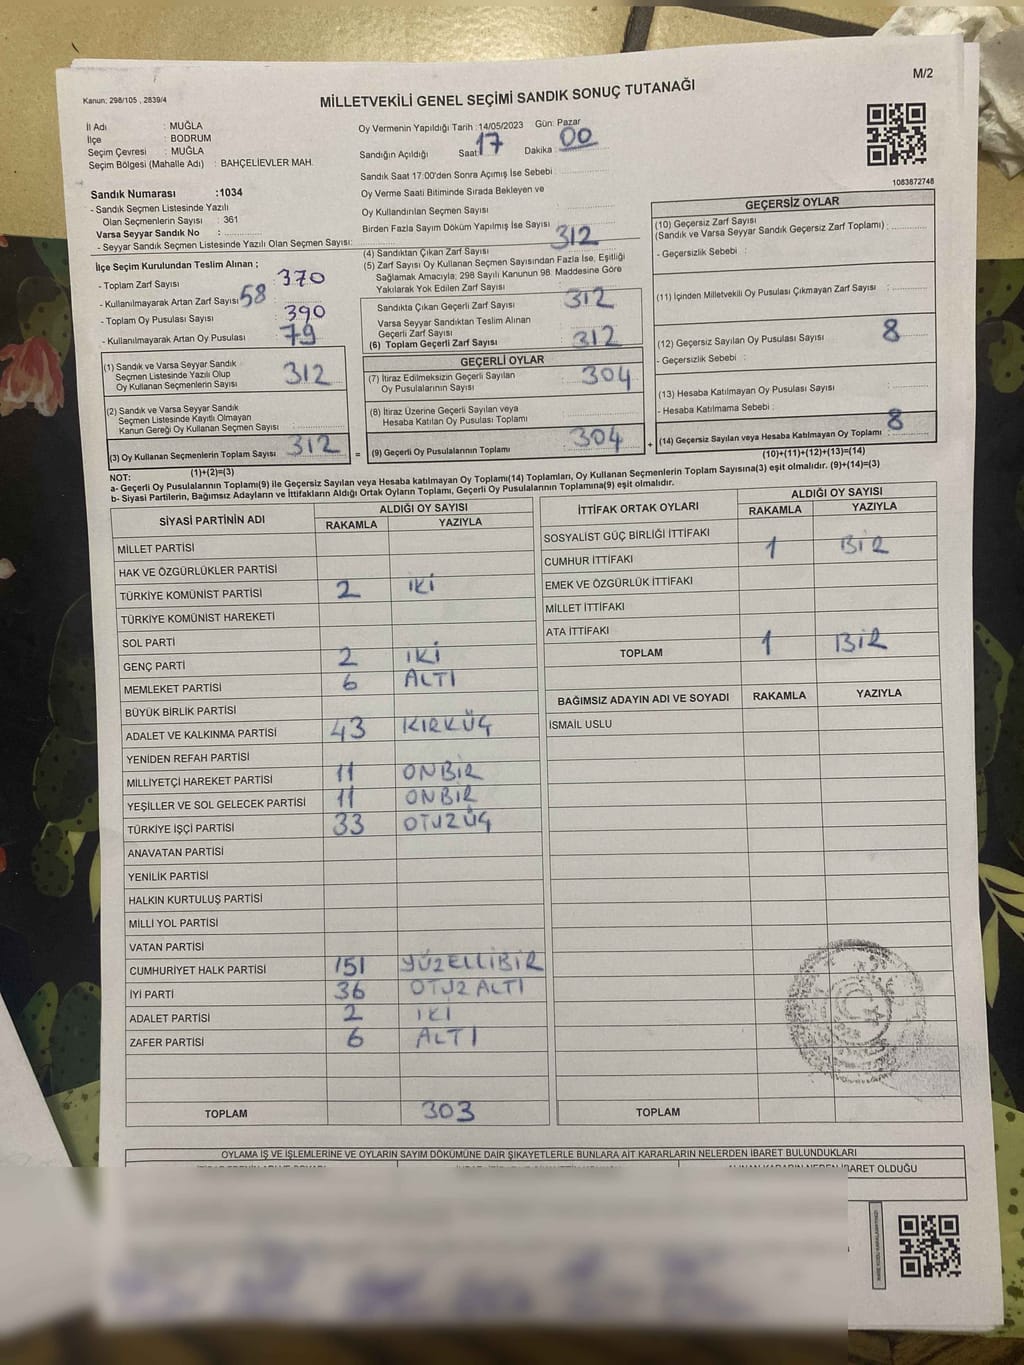 M/2
Kanun: 298/105 , 2839/4
MİLLETVEKİLİ GENEL SEÇİMİ SANDIK SONUÇ TUTANAĞI
İl Adı : MUĞLA
İlçe : BODRUM
Seçim Çevresi : MUĞLA
Seçim Bölgesi (Mahalle Adı) : BAHÇELİEVLER MAH.
Sandık Numarası :1034
- Sandık Seçmen Listesinde Yazılı
Olan Seçmenlerin Sayısı : 361
Varsa Seyyar Sandık No :
- Seyyar Sandık Seçmen Listesinde Yazılı Olan Seçmen Sayısı:
Oy Vermenin Yapıldığı Tarih :14/05/2023 Gün: Pazar
Sandığın Açıldığı Saat: 17 Dakika : 00
Sandık Saat 17:00'den Sonra Açımış İse Sebebi :
Oy Verme Saati Bitiminde Sırada Bekleyen ve
Oy Kullandırılan Seçmen Sayısı
Birden Fazla Sayım Döküm Yapılmış İse Sayısı
1083872748
İlçe Seçim Kurulundan Teslim Alınan ;
- Toplam Zarf Sayısı : 370
- Kullanılmayarak Artan Zarf Sayısı 58
- Toplam Oy Pusulası Sayısı : 390
- Kullanılmayarak Artan Oy Pusulası : 79
(1) Sandık ve Varsa Seyyar Sandık
Seçmen Listesinde Yazılı Olup
Oy Kullanan Seçmenlerin Sayısı 312
(2) Sandık ve Varsa Seyyar Sandık
Seçmen Listesinde Kayıtlı Olmayan
Kanun Gereği Oy Kullanan Seçmen Sayısı :
(3) Oy Kullanan Seçmenlerin Toplam Sayısı 312 =
(1)+(2)=(3)
(4) Sandıktan Çıkan Zarf Sayısı 312
(5) Zarf Sayısı Oy Kullanan Seçmen Sayısından Fazla İse, Eşitliği
Sağlamak Amacıyla; 298 Sayılı Kanunun 98. Maddesine Göre
Yakılarak Yok Edilen Zarf Sayısı
Sandıkta Çıkan Geçerli Zarf Sayısı 312
Varsa Seyyar Sandıktan Teslim Alınan
Geçerli Zarf Sayısı
(6) Toplam Geçerli Zarf Sayısı 312
GEÇERLİ OYLAR
(7) İtiraz Edilmeksizin Geçerli Sayılan
Oy Pusulalarının Sayısı 304
(8) İtiraz Üzerine Geçerli Sayılan veya
Hesaba Katılan Oy Pusulası Toplamı
(9) Geçerli Oy Pusulalarının Toplamı : 304 +
GEÇERSİZ OYLAR
(10) Geçersiz Zarf Sayısı
(Sandık ve Varsa Seyyar Sandık Geçersiz Zarf Toplamı) :
- Geçersizlik Sebebi :
(11) İçinden Milletvekili Oy Pusulası Çıkmayan Zarf Sayısı :
(12) Geçersiz Sayılan Oy Pusulası Sayısı : 8
- Geçersizlik Sebebi :
(13) Hesaba Katılmayan Oy Pusulası Sayısı
- Hesaba Katılmama Sebebi :
(14) Geçersiz Sayılan veya Hesaba Katılmayan Oy Toplamı : 8
(10)+(11)+(12)+(13)=(14)
NOT:
a- Geçerli Oy Pusulalarının Toplamı(9) ile Geçersiz Sayılan veya Hesaba katılmayan Oy Toplamı(14) Toplamları, Oy Kullanan Seçmenlerin Toplam Sayısına(3) eşit olmalıdır. (9)+(14)=(3)
b- Siyasi Partilerin, Bağımsız Adayların ve İttifakların Aldığı Ortak Oyların Toplamı, Geçerli Oy Pusulalarının Toplamına(9) eşit olmalıdır.
SİYASİ PARTİNİN ADI ALDIĞI OY SAYISI
RAKAMLA YAZIYLA
MİLLET PARTİSİ
HAK VE ÖZGÜRLÜKLER PARTİSİ
TÜRKİYE KOMÜNİST PARTİSİ 2 İKİ
TÜRKİYE KOMÜNİST HAREKETİ
SOL PARTİ
GENÇ PARTİ 2 İKİ
MEMLEKET PARTİSİ 6 ALTI
BÜYÜK BİRLİK PARTİSİ
ADALET VE KALKINMA PARTİSİ 43 KIRKÜÇ
YENİDEN REFAH PARTİSİ
MİLLİYETÇİ HAREKET PARTİSİ 11 ONBİR
YEŞİLLER VE SOL GELECEK PARTİSİ 11 ONBİR
TÜRKİYE İŞÇİ PARTİSİ 33 OTUZÜÇ
ANAVATAN PARTİSİ
YENİLİK PARTİSİ
HALKIN KURTULUŞ PARTİSİ
MİLLİ YOL PARTİSİ
VATAN PARTİSİ
CUMHURİYET HALK PARTİSİ 151 YÜZELLİBİR
İYİ PARTİ 36 OTUZ ALTI
ADALET PARTİSİ 2 İKİ
ZAFER PARTİSİ 6 ALTI
TOPLAM 303
İTTİFAK ORTAK OYLARI ALDIĞI OY SAYISI
RAKAMLA YAZIYLA
SOSYALİST GÜÇ BİRLİĞİ İTTİFAKI
CUMHUR İTTİFAKI 1 BİR
EMEK VE ÖZGÜRLÜK İTTİFAKI
MİLLET İTTİFAKI
ATA İTTİFAKI
TOPLAM 1 BİR
BAĞIMSIZ ADAYIN ADI VE SOYADI RAKAMLA YAZIYLA
İSMAİL USLU
TOPLAM
OYLAMA İŞ VE İŞLEMLERİNE VE OYLARIN SAYIM DÖKÜMÜNE DAİR ŞİKAYETLERLE BUNLARA AİT KARARLARIN NELERDEN İBARET BULUNDUKLARI
ALINAN KARARIN NEDEN İBARET OLDUĞU